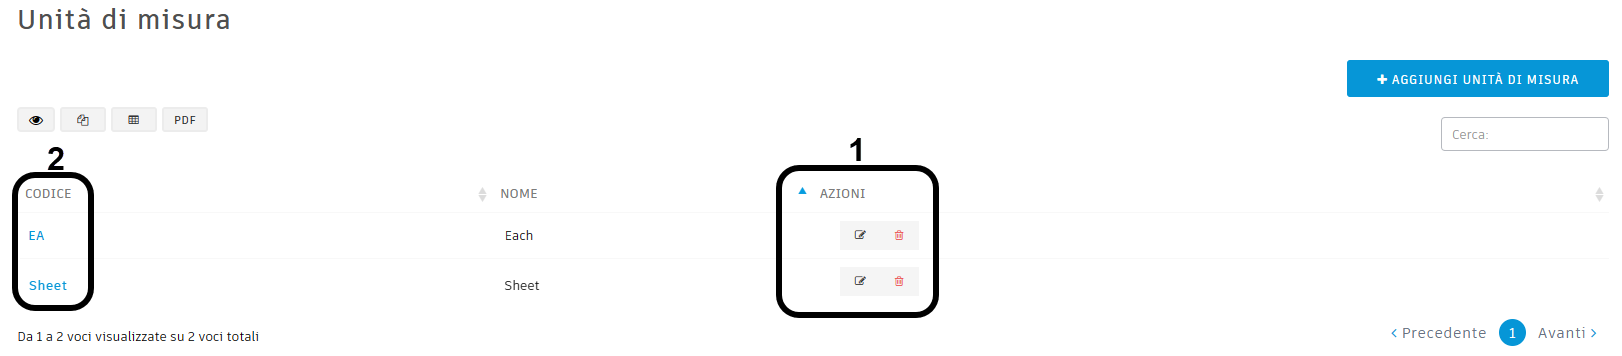 Unità di misura
AGGIUNGI UNITÀ DI MISURA
PDF
Cerca:
2
1
CODICE NOME AZIONI
EA Each
Sheet Sheet
Da 1 a 2 voci visualizzate su 2 voci totali
Precedente 1 Avanti